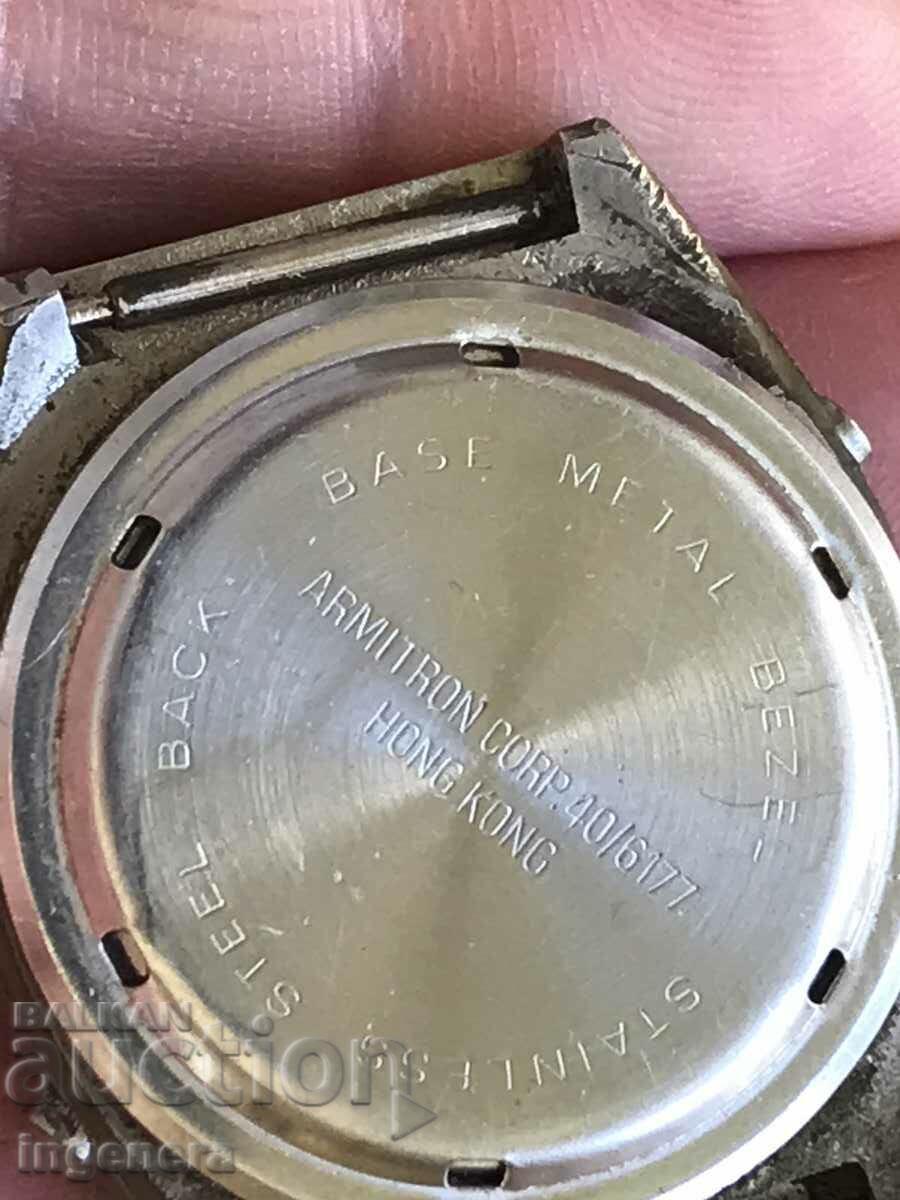 BASE METAL BEZEL
STAINLESS STEEL BACK
ARMITRON CORP. 40/6177.
HONG KONG
BALKAN
auction
ingenera